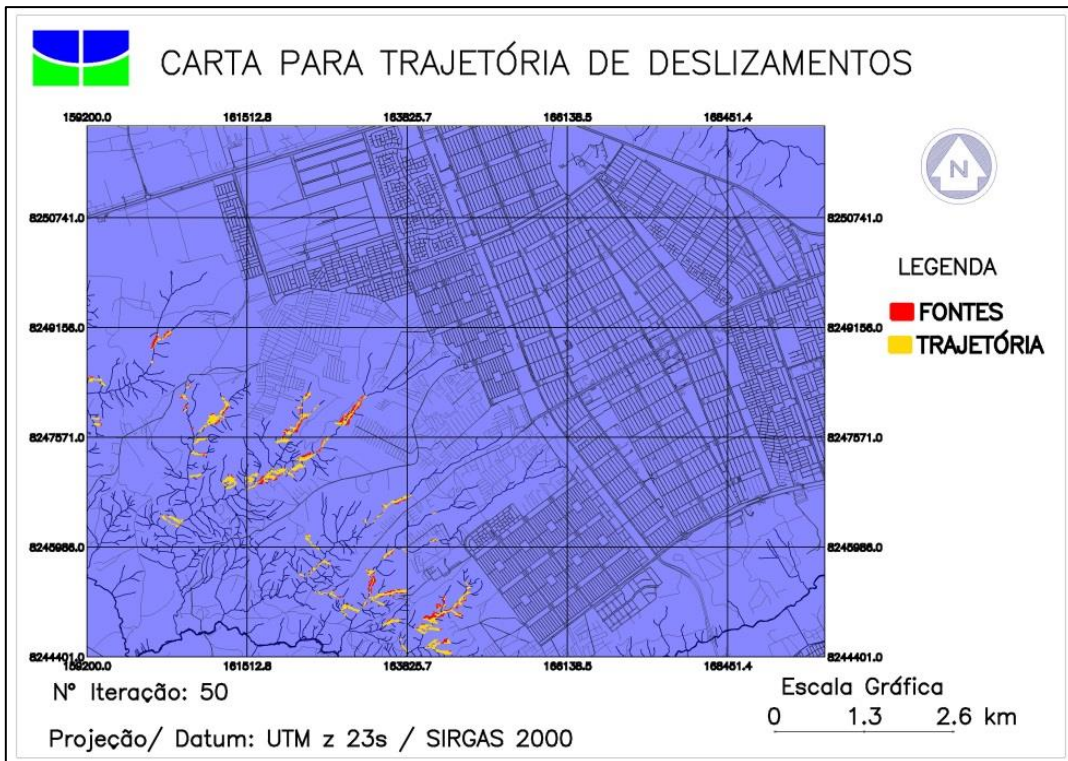 CARTA PARA TRAJETÓRIA DE DESLIZAMENTOS
159200.0 161512.8 163825.7 166138.5 168451.4
N
8250741.0 8250741.0
LEGENDA
FONTES
8249156.0 8249156.0
TRAJETÓRIA
8247571.0 8247571.0
8245986.0 8245986.0
8244401.0 8244401.0
159200.0 161512.8 163825.7 166138.5 168451.4
N° Iteração: 50
Escala Gráfica
0 1.3 2.6 km
Projeção/ Datum: UTM z 23s / SIRGAS 2000